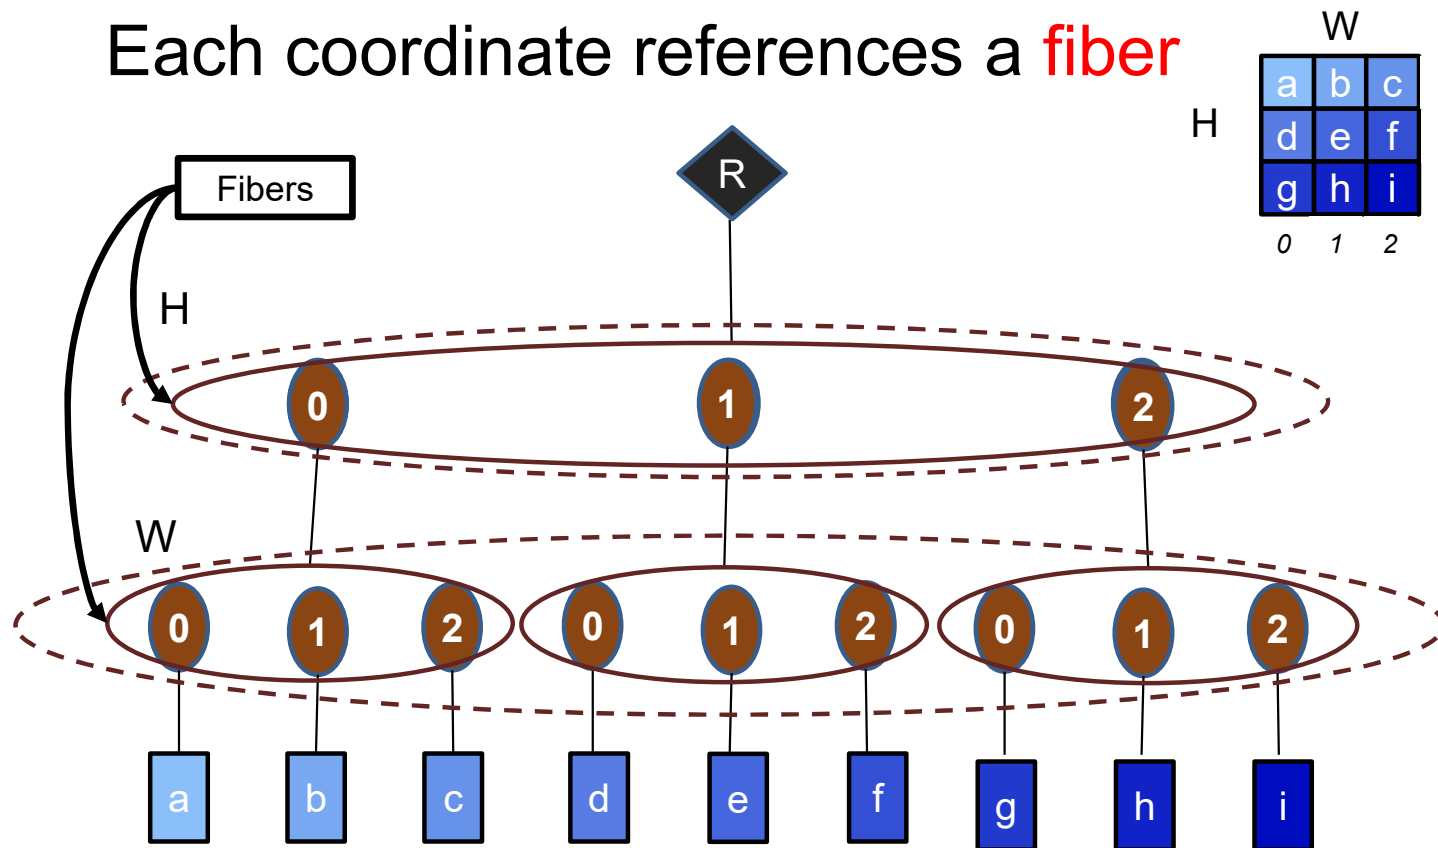 Each coordinate references a fiber
W
a b c
H
d e f
g h i
0 1 2
Fibers
R
H
0 1 2
W
0 1 2 0 1 2 0 1 2
a b c d e f g h i